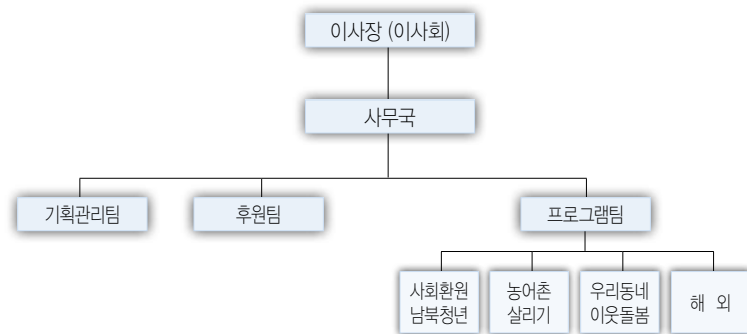 이사장 (이사회)
사무국
기획관리팀
후원팀
프로그램팀
사회환원
남북청년
농어촌
살리기
우리동네
이웃돌봄
해 외